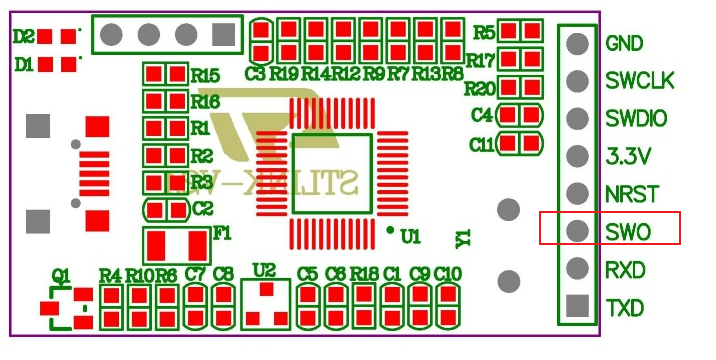 D2
D1
C3 R19 R14 R12 R9 R7 R13 R8
R5
R17
R20
C4
C11
R15
R16
R1
R2
R3
C2
F1
STLINK-V2.1
U1
Y1
GND
SWCLK
SWDIO
3.3V
NRST
SWO
RXD
TXD
Q1
R4 R10 R6 C7 C8 U2 C5 C6 R18 C1 C9 C10